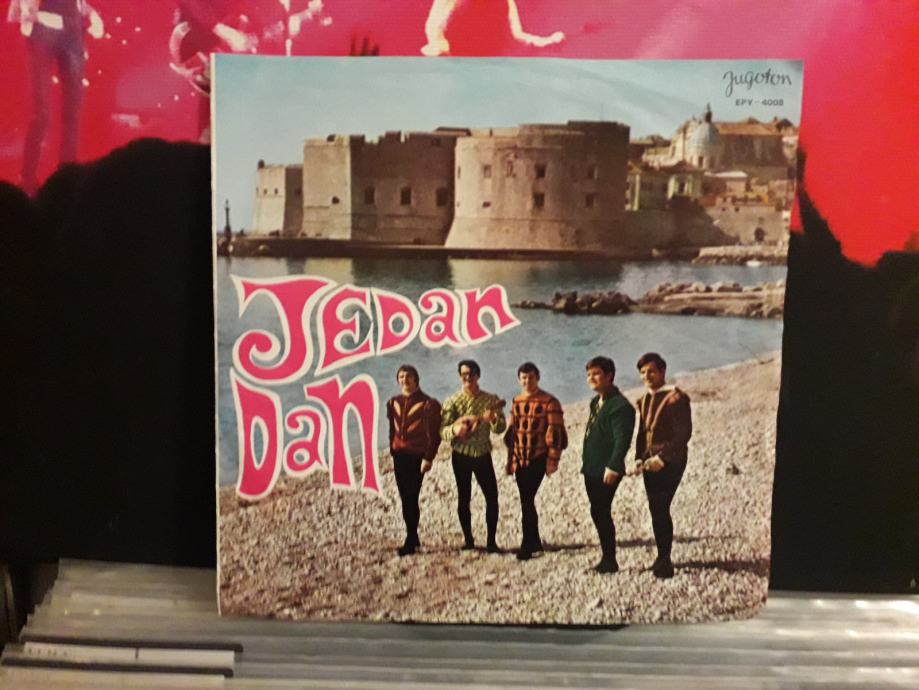 Jugoton
EPY - 4008
JEDan
Dan